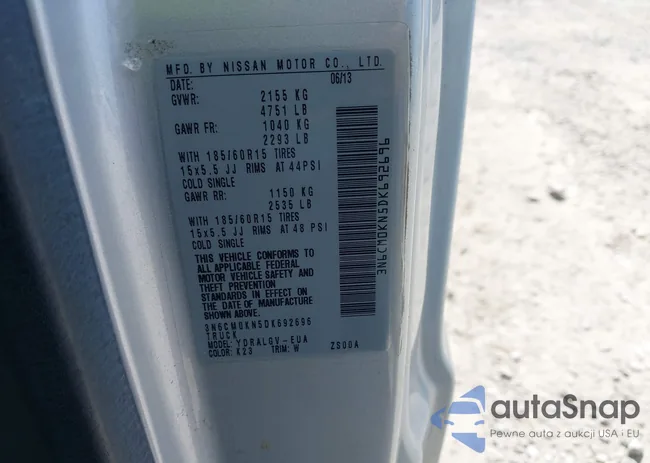 MFD. BY NISSAN MOTOR CO., LTD.
DATE: 06/13
GVWR: 2155 KG
4751 LB
GAWR FR: 1040 KG
2293 LB
WITH 185/60R15 TIRES
15x5.5 JJ RIMS AT 44PSI
COLD SINGLE
GAWR RR: 1150 KG
2535 LB
WITH 185/60R15 TIRES
15x5.5 JJ RIMS AT 48 PSI
COLD SINGLE
THIS VEHICLE CONFORMS TO
ALL APPLICABLE FEDERAL
MOTOR VEHICLE SAFETY AND
THEFT PREVENTION
STANDARDS IN EFFECT ON
THE DATE OF MANUFACTURE
SHOWN ABOVE.
3N6CM0KN5DK692696
TRUCK
MODEL: YDRALGV-EUA
COLOR: K23 TRIM: W ZS00A
3N6CM0KN5DK692696
autaSnap
Pewne auta z aukcji USA i EU